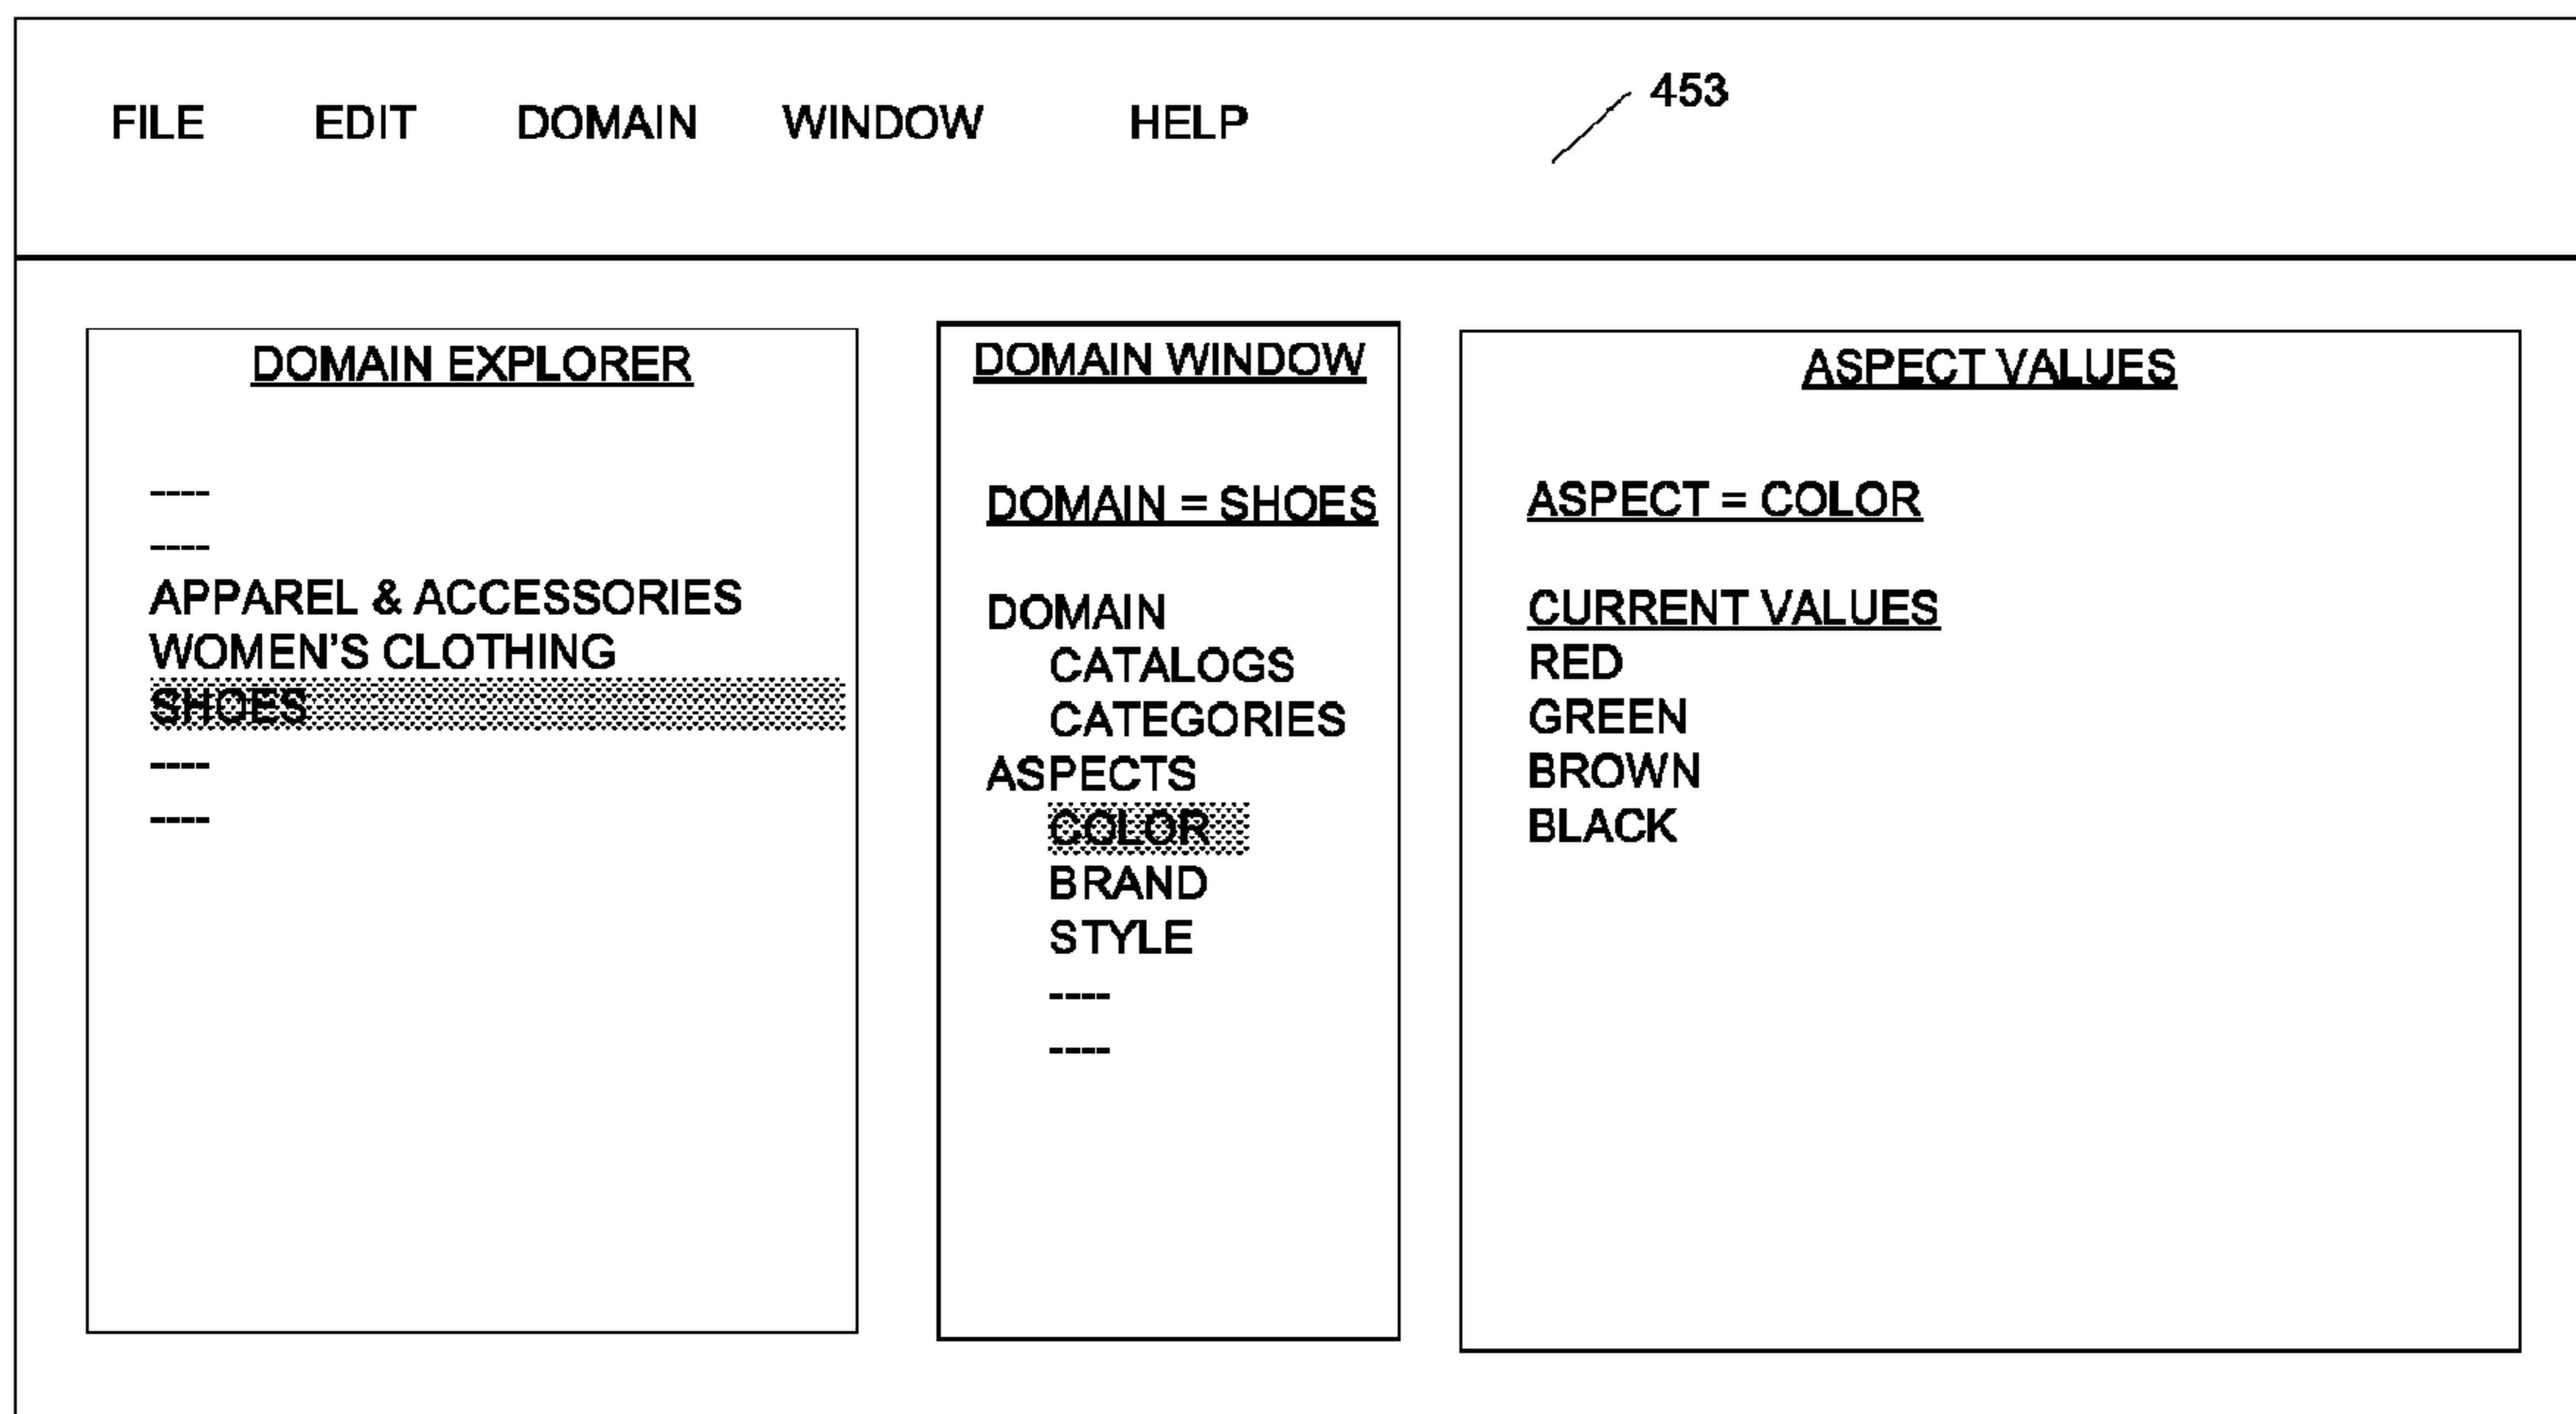 FILE EDIT DOMAIN WINDOW HELP 453
DOMAIN EXPLORER
----
----
APPAREL & ACCESSORIES
WOMEN'S CLOTHING
SHOES
----
----
DOMAIN WINDOW
DOMAIN = SHOES
DOMAIN
CATALOGS
CATEGORIES
ASPECTS
COLOR
BRAND
STYLE
----
----
ASPECT VALUES
ASPECT = COLOR
CURRENT VALUES
RED
GREEN
BROWN
BLACK